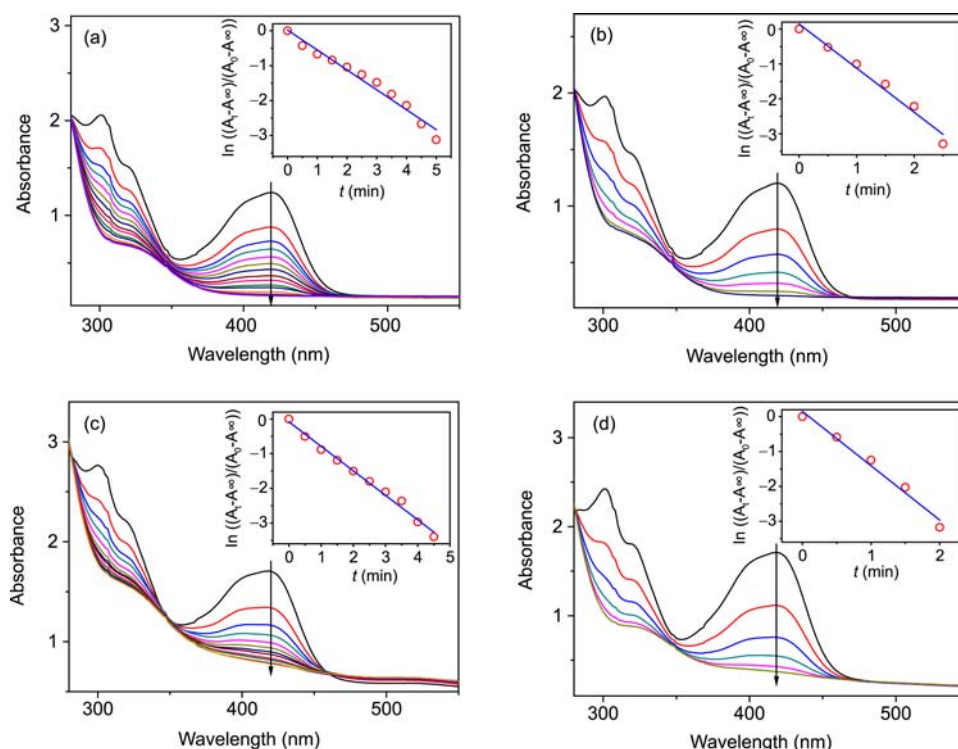 (a)
ln ((Aₜ-A∞)/(A₀-A∞))
0
−1
−2
−3
0 1 2 3 4 5
t (min)
3
2
1
Absorbance
300 400 500
Wavelength (nm)
(b)
ln ((Aₜ-A∞)/(A₀-A∞))
0
−1
−2
−3
0 1 2
t (min)
2
1
Absorbance
300 400 500
Wavelength (nm)
(c)
ln ((Aₜ-A∞)/(A₀-A∞))
0
−1
−2
−3
0 1 2 3 4 5
t (min)
3
2
1
Absorbance
300 400 500
Wavelength (nm)
(d)
ln ((Aₜ-A∞)/(A₀-A∞))
0
−1
−2
−3
0 1 2
t (min)
3
2
1
Absorbance
300 400 500
Wavelength (nm)